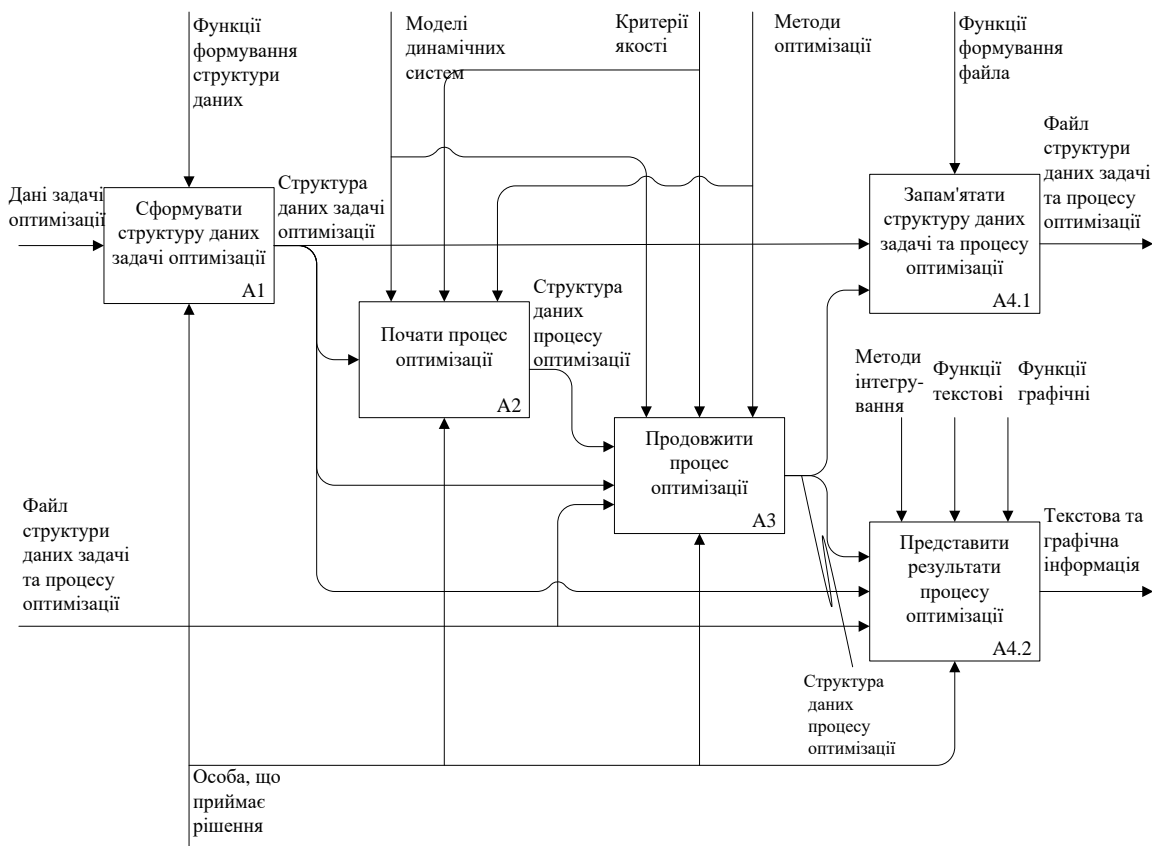 Функції
формування
структури
даних
Моделі
динамічних
систем
Критерії
якості
Методи
оптимізації
Функції
формування
файла
Файл
структури
даних задачі
та процесу
оптимізації
Дані задачі
оптимізації
Сформувати
структуру даних
задачі оптимізації
A1
Структура
даних задачі
оптимізації
Запам'ятати
структуру даних
задачі та процесу
оптимізації
A4.1
Почати процес
оптимізації
A2
Структура
даних
процесу
оптимізації
Методи
інтегру-
вання
Функції
текстові
Функції
графічні
Продовжити
процес
оптимізації
A3
Файл
структури
даних задачі
та процесу
оптимізації
Представити
результати
процесу
оптимізації
A4.2
Текстова та
графічна
інформація
Структура
даних
процесу
оптимізації
Особа, що
приймає
рішення